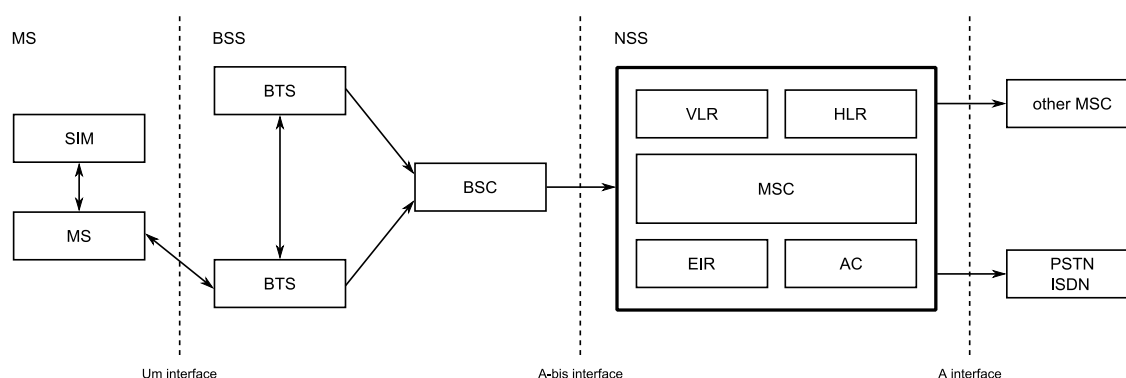 MS
BSS
NSS
SIM
MS
BTS
BTS
BSC
VLR
HLR
MSC
EIR
AC
other MSC
PSTN
ISDN
Um interface
A-bis interface
A interface